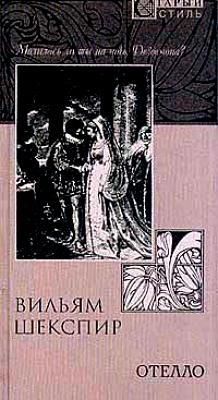 СТАРЫЙ
СТИЛЬ
Молилась ли ты на ночь, Дездемона?
ВИЛЬЯМ
ШЕКСПИР
ОТЕЛЛО